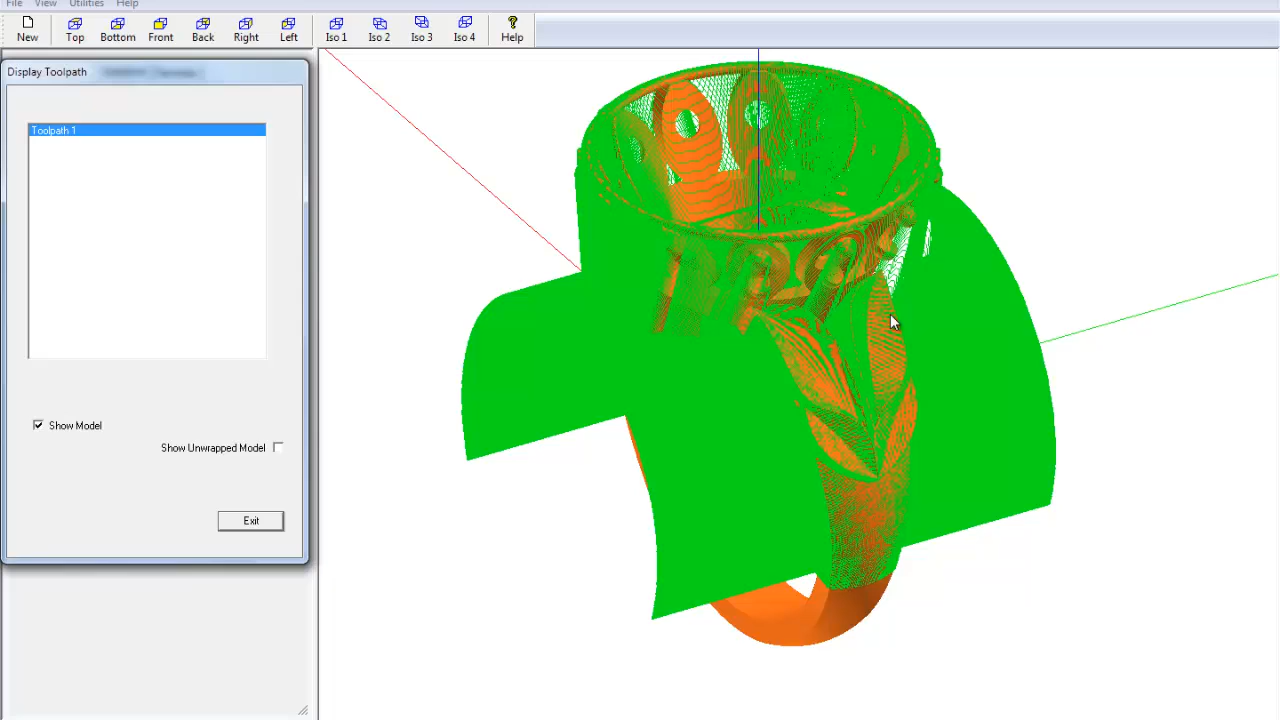 File View Utilities Help
New Top Bottom Front Back Right Left Iso 1 Iso 2 Iso 3 Iso 4 Help
Display Toolpath
Toolpath 1
Show Model
Show Unwrapped Model
Exit